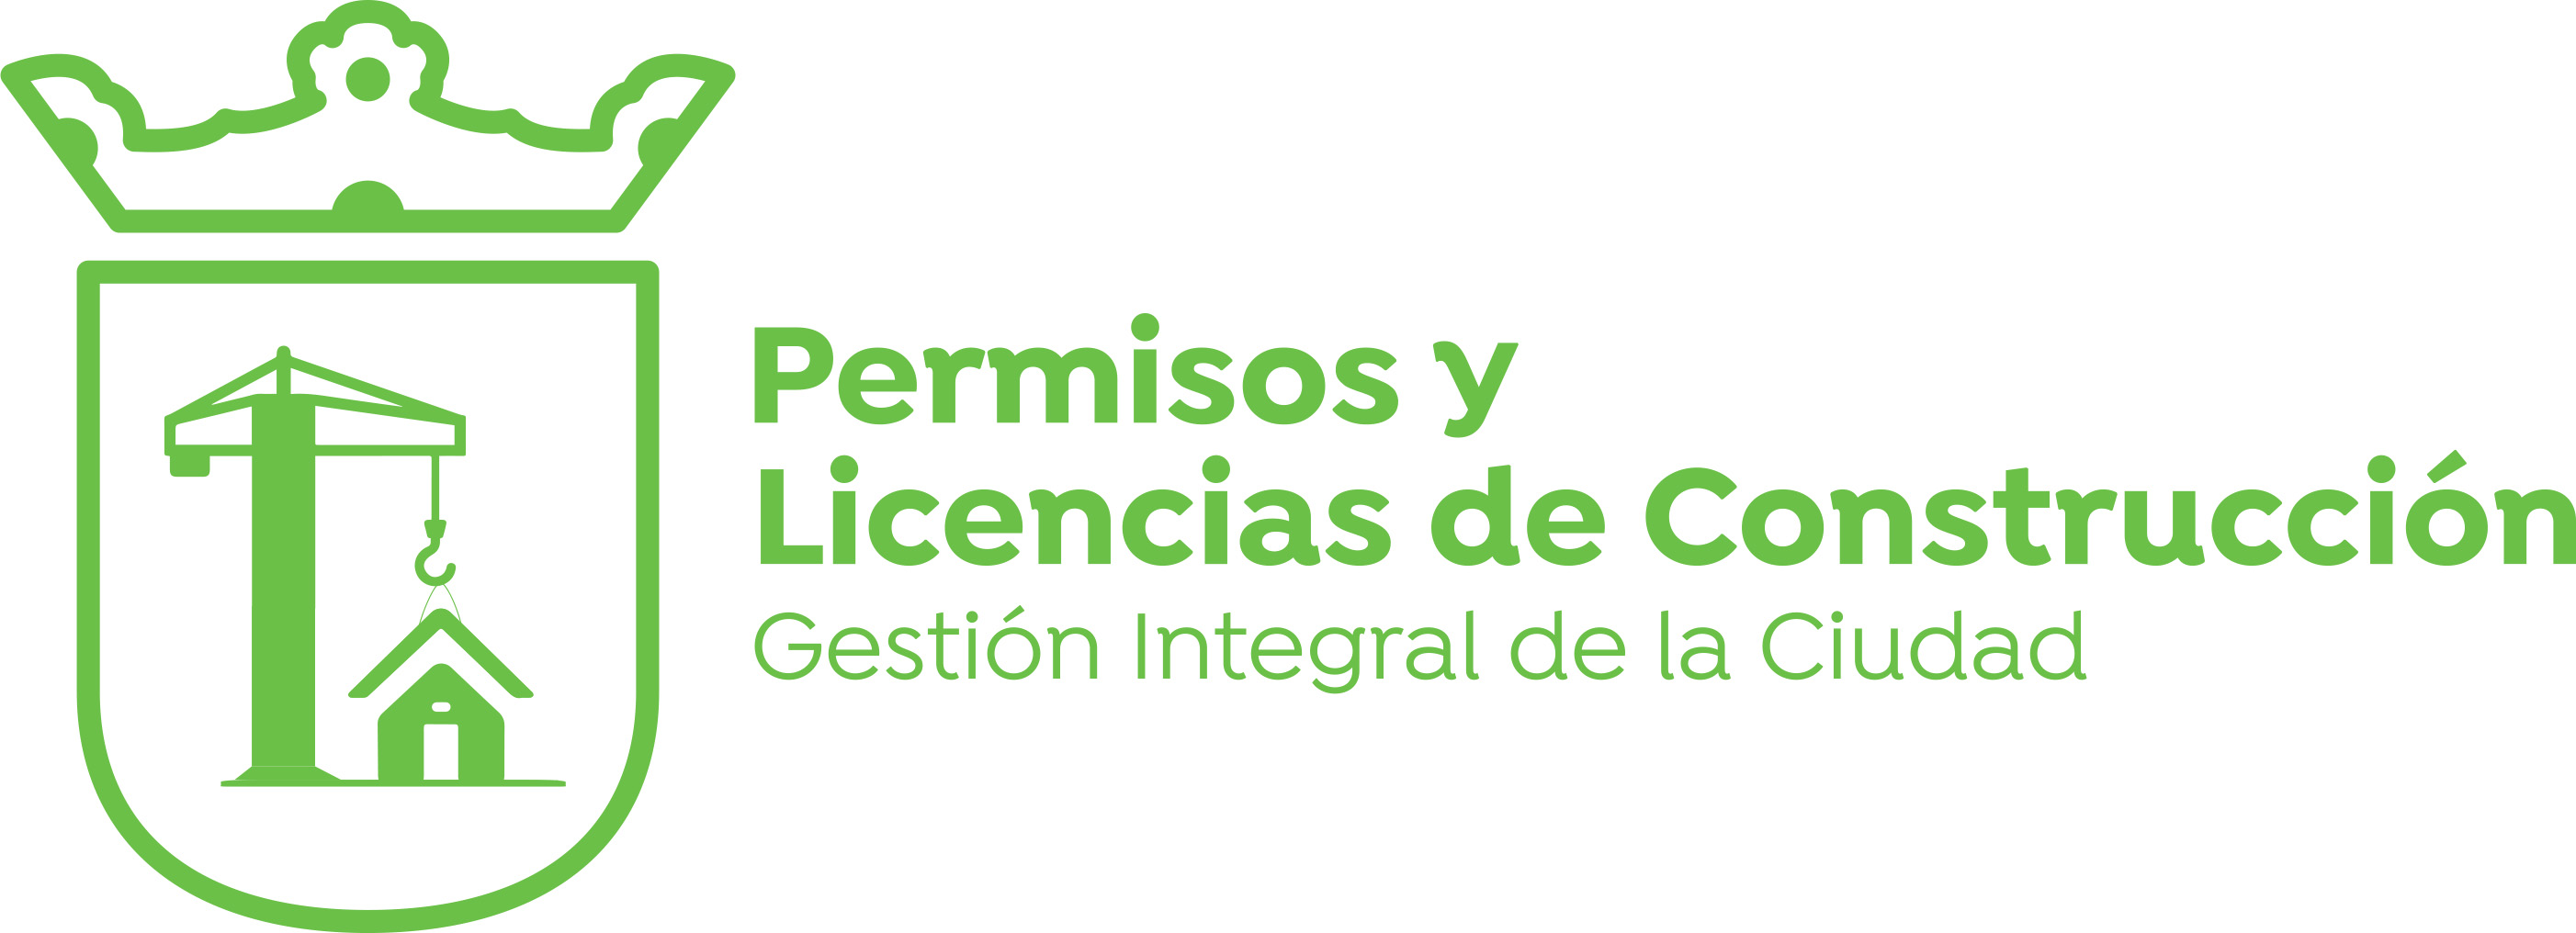 Permisos y
Licencias de Construcción
Gestión Integral de la Ciudad